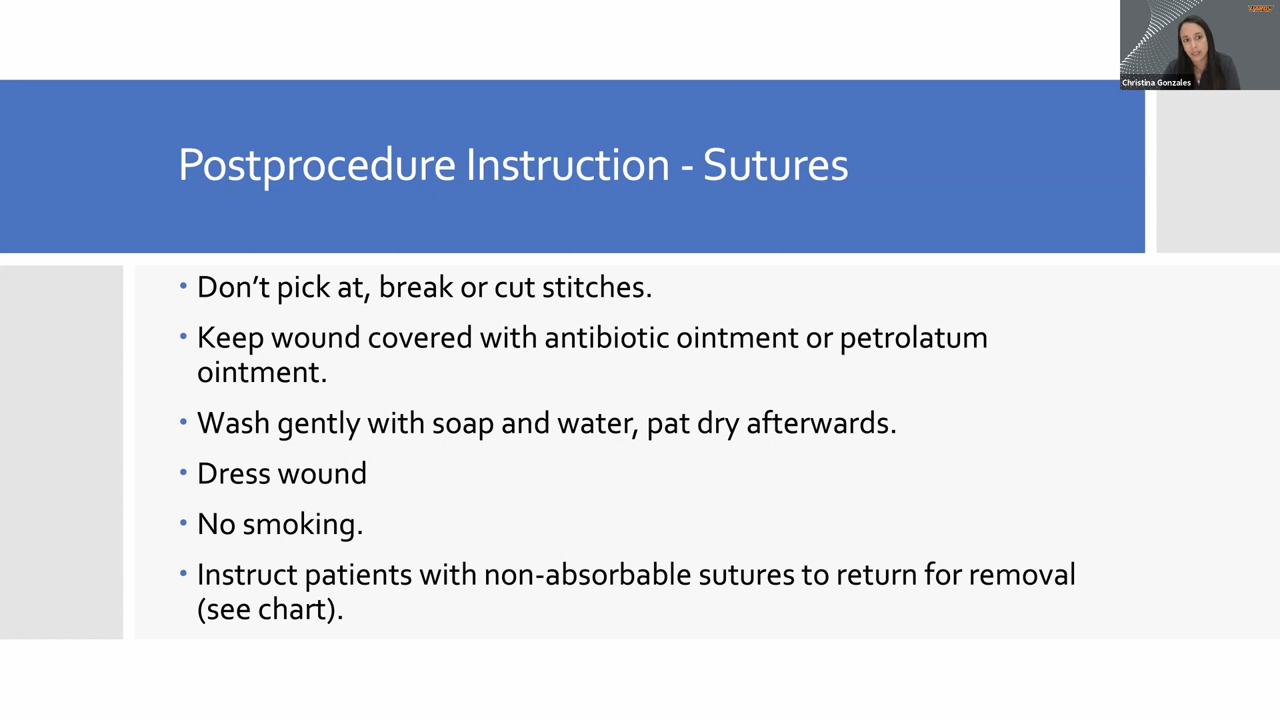 Christina Gonzales
Postprocedure Instruction - Sutures
• Don’t pick at, break or cut stitches.
• Keep wound covered with antibiotic ointment or petrolatum
ointment.
• Wash gently with soap and water, pat dry afterwards.
• Dress wound
• No smoking.
• Instruct patients with non-absorbable sutures to return for removal
(see chart).